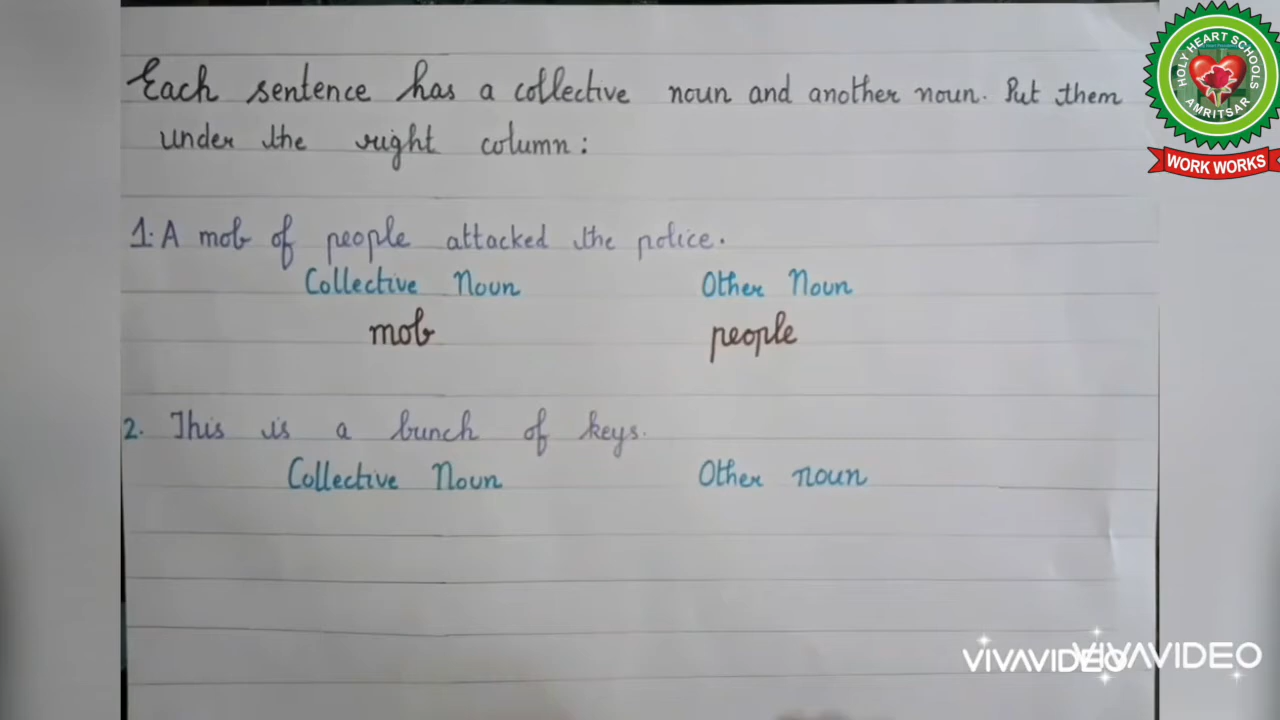 Each sentence has a collective noun and another noun. Put them
under the right column:
1. A mob of people attacked the police.
Collective Noun Other Noun
mob people
2. This is a bunch of keys.
Collective Noun Other noun
HOLY HEART SCHOOLS
AMRITSAR
WORK WORKS
VIVAVIDEO
VIVAVIDEO